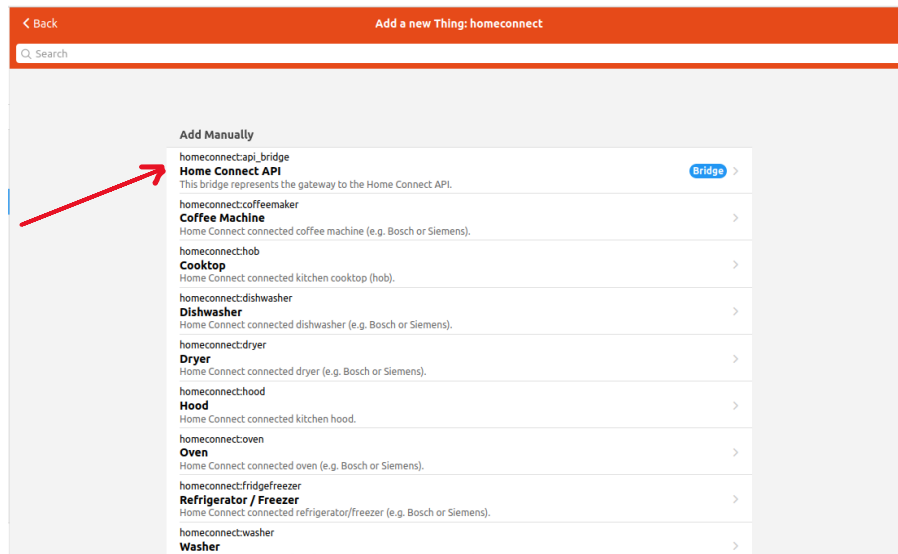 Back
Add a new Thing: homeconnect
Search
Add Manually
homeconnect:api_bridge
Home Connect API
Bridge
This bridge represents the gateway to the Home Connect API.
homeconnect:coffeemaker
Coffee Machine
Home Connect connected coffee machine (e.g. Bosch or Siemens).
homeconnect:hob
Cooktop
Home Connect connected kitchen cooktop (hob).
homeconnect:dishwasher
Dishwasher
Home Connect connected dishwasher (e.g. Bosch or Siemens).
homeconnect:dryer
Dryer
Home Connect connected dryer (e.g. Bosch or Siemens).
homeconnect:hood
Hood
Home Connect connected kitchen hood.
homeconnect:oven
Oven
Home Connect connected oven (e.g. Bosch or Siemens).
homeconnect:fridgefreezer
Refrigerator / Freezer
Home Connect connected refrigerator/freezer (e.g. Bosch or Siemens).
homeconnect:washer
Washer